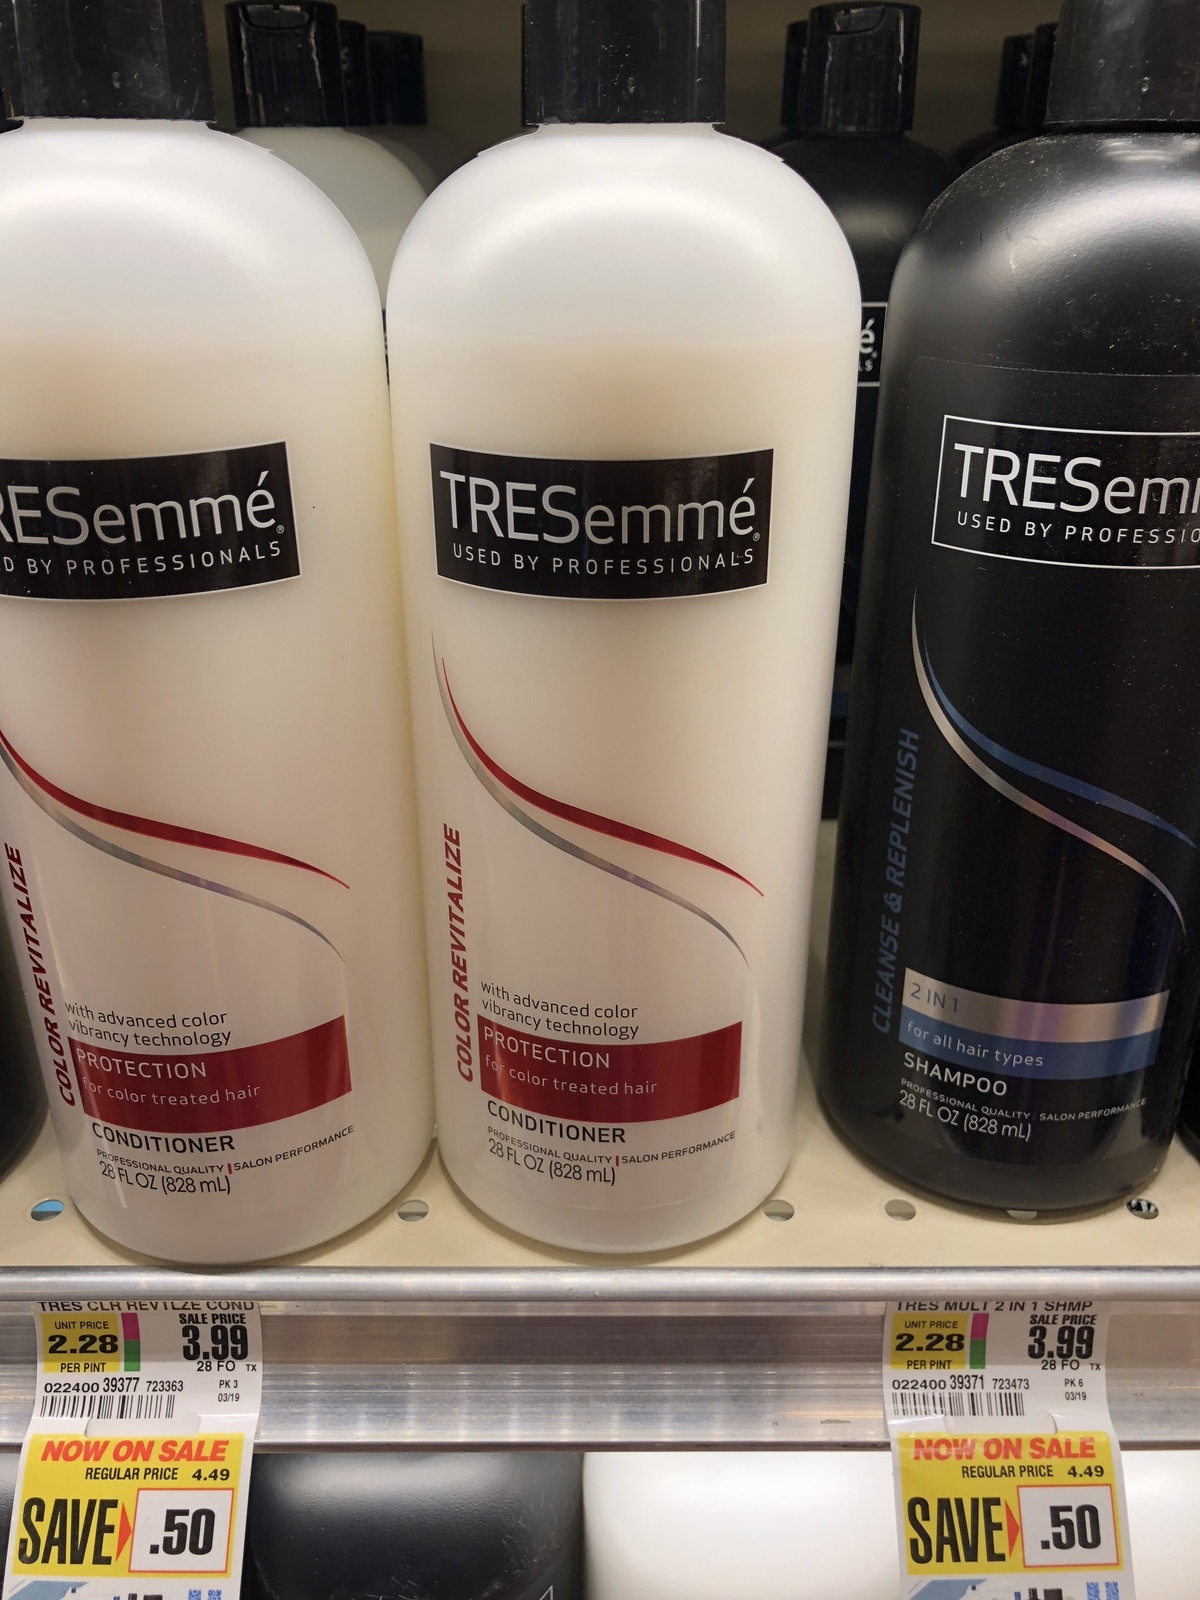 RESemmé®
D BY PROFESSIONALS
COLOR REVITALIZE
with advanced color
vibrancy technology
PROTECTION
for color treated hair
CONDITIONER
PROFESSIONAL QUALITY | SALON PERFORMANCE
28 FL OZ (828 mL)
TRESemmé®
USED BY PROFESSIONALS
COLOR REVITALIZE
with advanced color
vibrancy technology
PROTECTION
for color treated hair
CONDITIONER
PROFESSIONAL QUALITY | SALON PERFORMANCE
28 FL OZ (828 mL)
é
LS
TRESem
USED BY PROFESSIO
CLEANSE & REPLENISH
2 IN 1
for all hair types
SHAMPOO
PROFESSIONAL QUALITY | SALON PERFORMANCE
28 FL OZ (828 mL)
TRES CLR REVTLZE COND
UNIT PRICE
2.28
PER PINT
SALE PRICE
3.99
28 FO TX
022400 39377 723363
PK 3
03/19
NOW ON SALE
REGULAR PRICE 4.49
SAVE .50
TRES MULT 2 IN 1 SHMP
UNIT PRICE
2.28
PER PINT
SALE PRICE
3.99
28 FO TX
022400 39371 723473
PK 6
03/19
NOW ON SALE
REGULAR PRICE 4.49
SAVE .50